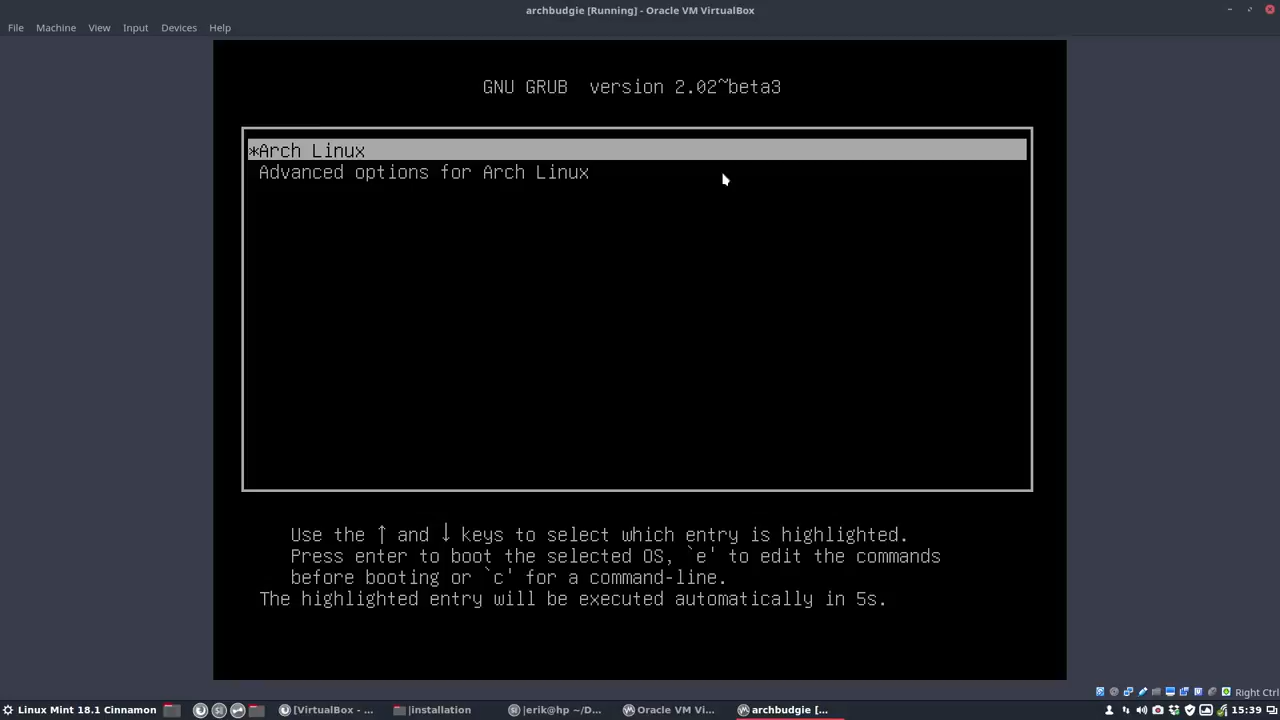 archbudgie [Running] - Oracle VM VirtualBox
File Machine View Input Devices Help
GNU GRUB version 2.02~beta3
*Arch Linux
Advanced options for Arch Linux
Use the ↑ and ↓ keys to select which entry is highlighted.
Press enter to boot the selected OS, `e' to edit the commands
before booting or `c' for a command-line.
The highlighted entry will be executed automatically in 5s.
Right Ctrl
Linux Mint 18.1 Cinnamon [VirtualBox - ... |installation |erik@hp ~/D... Oracle VM Vi... archbudgie [... 15:39